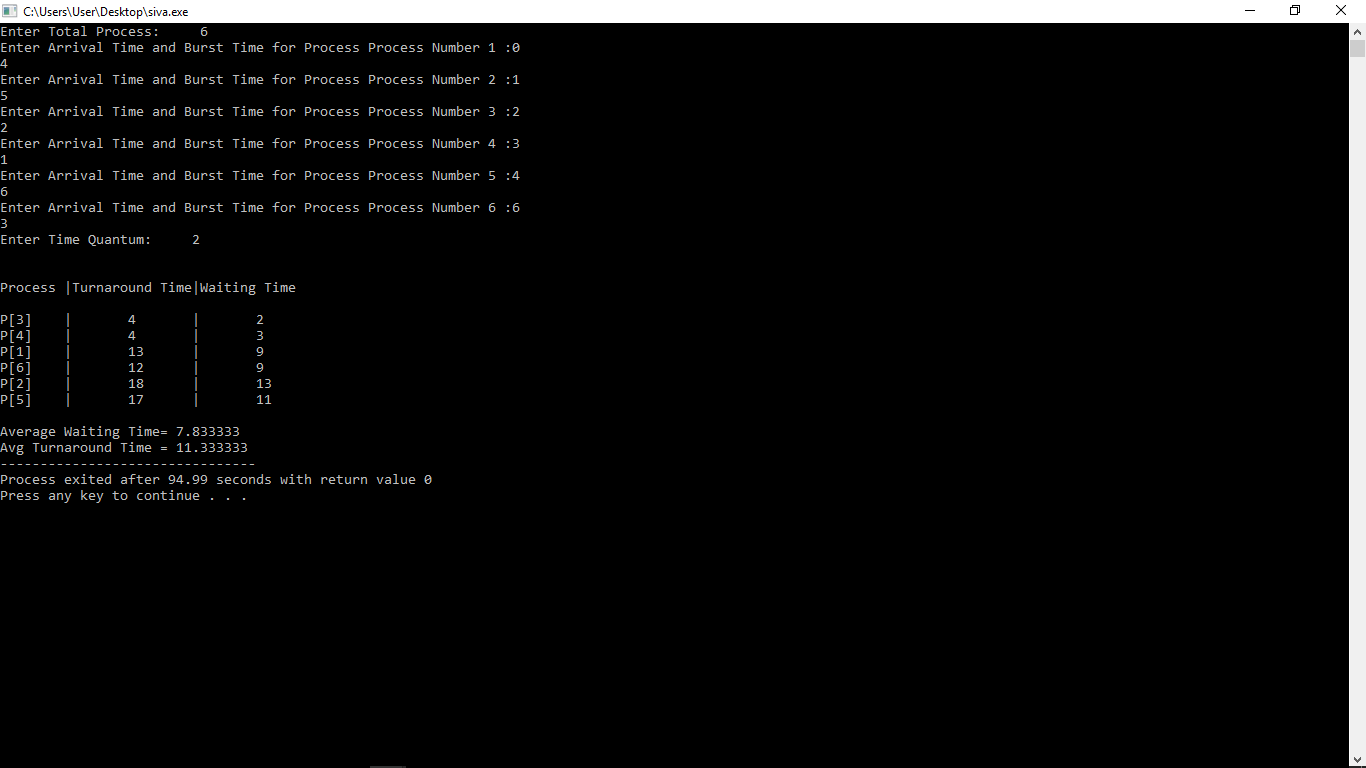 C:\Users\User\Desktop\siva.exe
Enter Total Process:     6
Enter Arrival Time and Burst Time for Process Process Number 1 :0
4
Enter Arrival Time and Burst Time for Process Process Number 2 :1
5
Enter Arrival Time and Burst Time for Process Process Number 3 :2
2
Enter Arrival Time and Burst Time for Process Process Number 4 :3
1
Enter Arrival Time and Burst Time for Process Process Number 5 :4
6
Enter Arrival Time and Burst Time for Process Process Number 6 :6
3
Enter Time Quantum:     2
Process |Turnaround Time|Waiting Time
P[3]    |       4       |       2
P[4]    |       4       |       3
P[1]    |       13      |       9
P[6]    |       12      |       9
P[2]    |       18      |       13
P[5]    |       17      |       11
Average Waiting Time= 7.833333
Avg Turnaround Time = 11.333333
--------------------------------
Process exited after 94.99 seconds with return value 0
Press any key to continue . . .